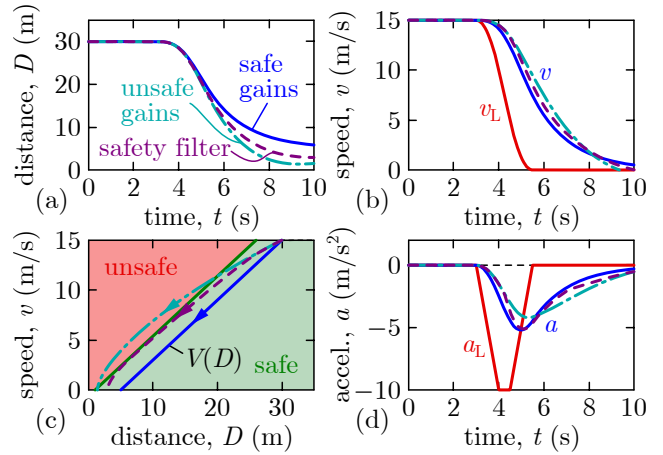 distance, D (m)
30
20
10
0
safe
gains
unsafe
gains
safety filter
0 2 4 6 8 10
(a)
time, t (s)
speed, v (m/s)
15
10
5
0
v
v_L
0 2 4 6 8 10
(b)
time, t (s)
speed, v (m/s)
15
10
5
0
unsafe
V(D)
safe
0 10 20 30
(c)
distance, D (m)
accel., a (m/s²)
0
−5
−10
a_L
a
0 2 4 6 8 10
(d)
time, t (s)